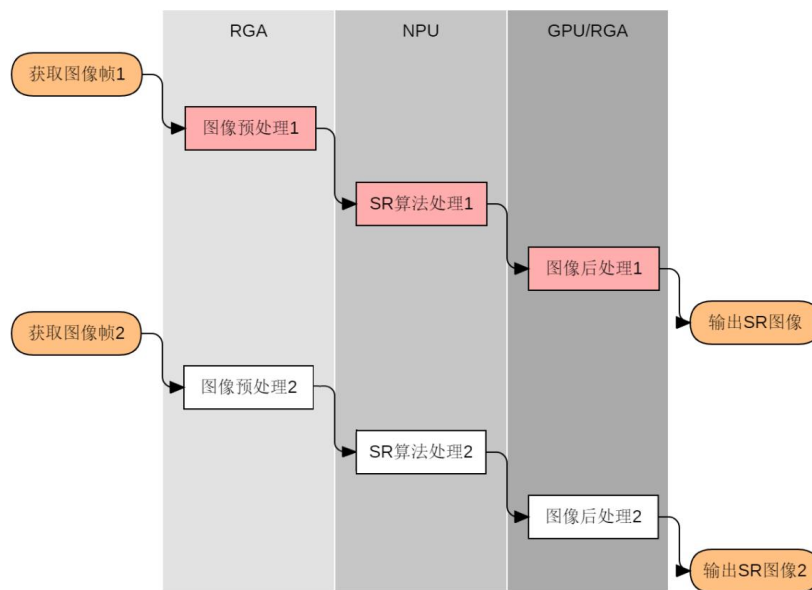 RGA
NPU
GPU/RGA
获取图像帧1
图像预处理1
SR算法处理1
图像后处理1
输出SR图像
获取图像帧2
图像预处理2
SR算法处理2
图像后处理2
输出SR图像2